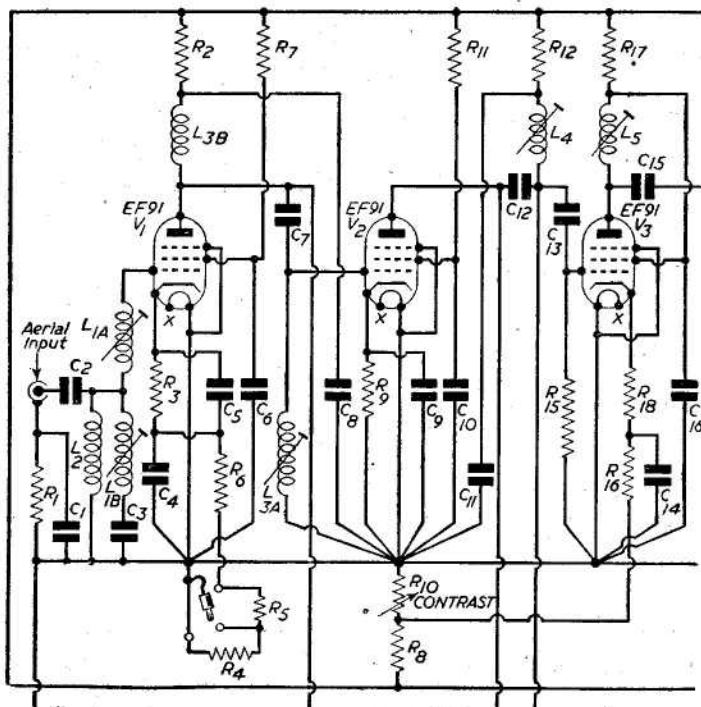 R2
R7
R11
R12
R17
L3B
L4
L5
C15
EF91
V1
C7
EF91
V2
C12
C13
EF91
V3
X
X
X
Aerial
Input
L1A
C2
R3
C5
C6
C8
R9
C9
C10
R15
R18
C16
L2
L1B
R1
C1
C3
C4
R6
L3A
C11
R16
C14
R10
CONTRAST
R5
R4
R8